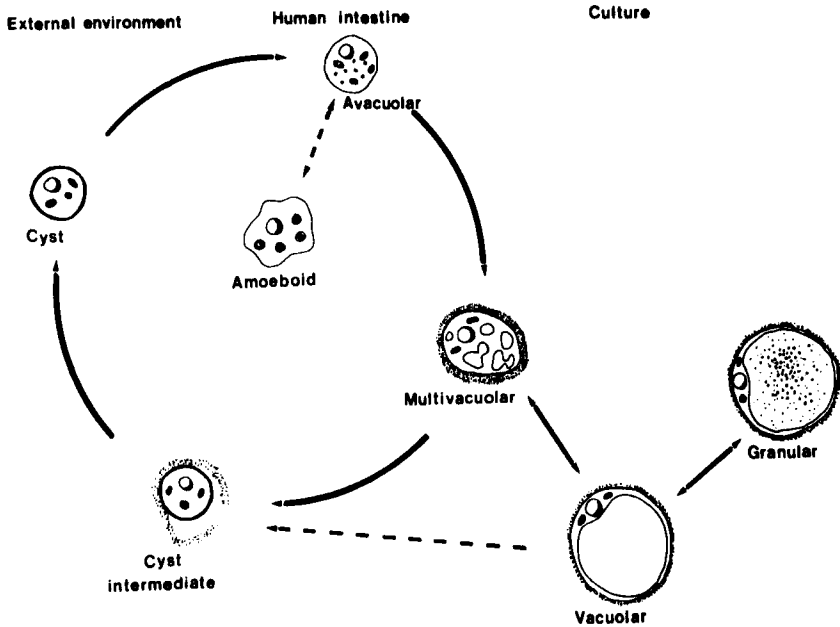 External environment
Human intestine
Culture
Avacuolar
Cyst
Amoeboid
Multivacuolar
Granular
Cyst
intermediate
Vacuolar